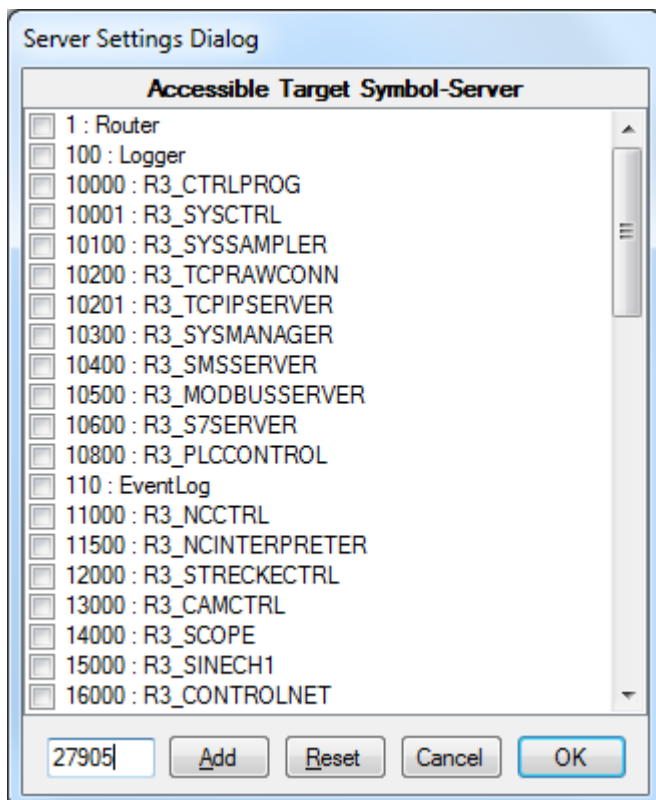 Server Settings Dialog
Accessible Target Symbol-Server
1 : Router
100 : Logger
10000 : R3_CTRLPROG
10001 : R3_SYSCTRL
10100 : R3_SYSSAMPLER
10200 : R3_TCPRAWCONN
10201 : R3_TCPIPSERVER
10300 : R3_SYSMANAGER
10400 : R3_SMSSERVER
10500 : R3_MODBUSSERVER
10600 : R3_S7SERVER
10800 : R3_PLCCONTROL
110 : EventLog
11000 : R3_NCCTRL
11500 : R3_NCINTERPRETER
12000 : R3_STRECKECTRL
13000 : R3_CAMCTRL
14000 : R3_SCOPE
15000 : R3_SINECH1
16000 : R3_CONTROLNET
27905 Add Reset Cancel OK